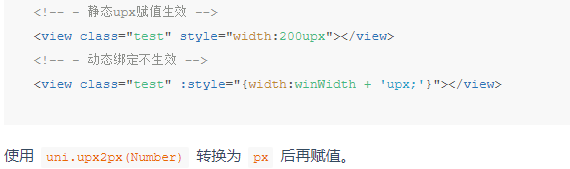 <!-- - 静态upx赋值生效 -->
<view class="test" style="width:200upx"></view>
<!-- - 动态绑定不生效 -->
<view class="test" :style="{width:winWidth + 'upx;'}"></view>
使用 uni.upx2px(Number) 转换为 px 后再赋值。